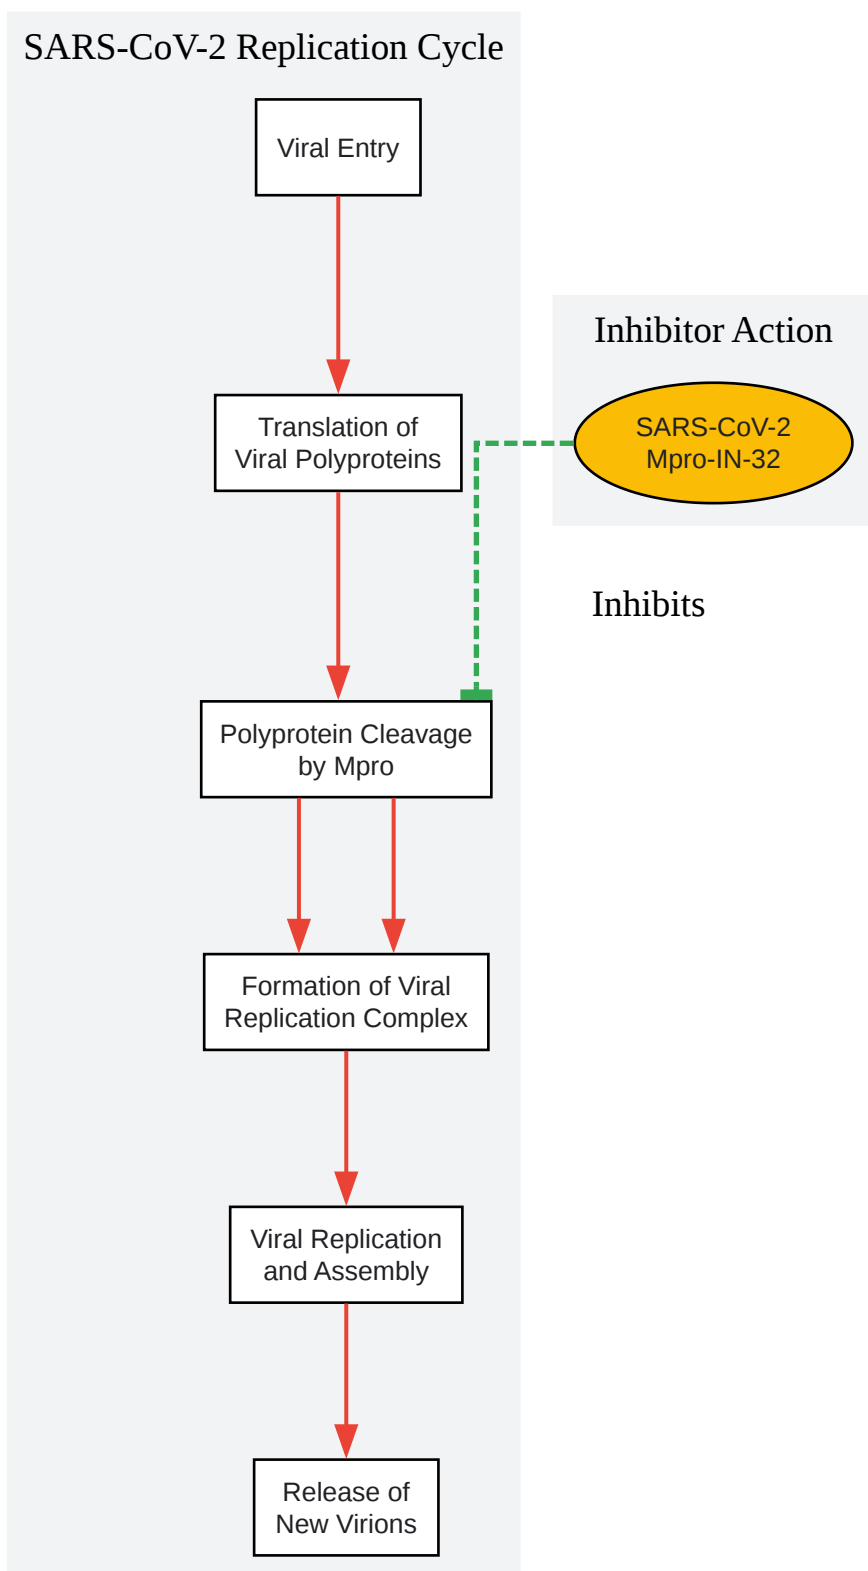 SARS-CoV-2 Replication Cycle
Viral Entry
Inhibitor Action
Translation of
Viral Polyproteins
SARS-CoV-2
Mpro-IN-32
Inhibits
Polyprotein Cleavage
by Mpro
Formation of Viral
Replication Complex
Viral Replication
and Assembly
Release of
New Virions